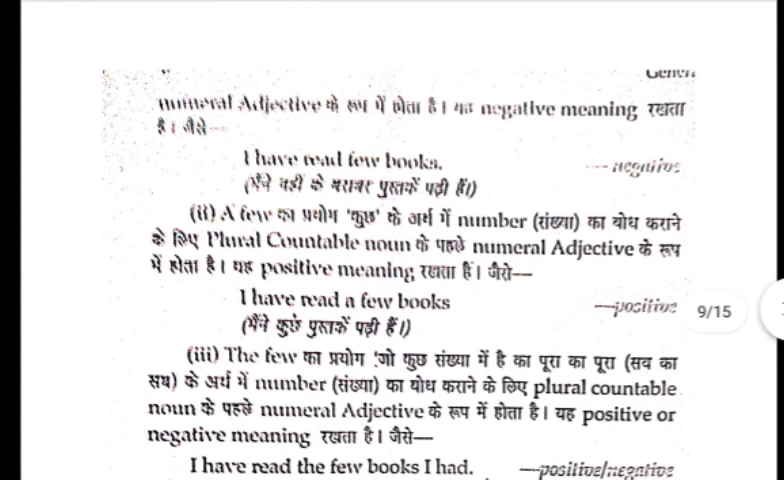 numeral Adjective के रूप में होता है। यह negative meaning रखता
है। जैसे—
I have read few books. --- negative
(मैंने नहीं के बराबर पुस्तकें पढ़ी हैं।)
(ii) A few का प्रयोग 'कुछ' के अर्थ में number (संख्या) का बोध कराने
के लिए Plural Countable noun के पहले numeral Adjective के रूप
में होता है। यह positive meaning रखता है। जैसे—
I have read a few books —positive
9/15
(मैंने कुछ पुस्तकें पढ़ी हैं।)
(iii) The few का प्रयोग 'जो कुछ संख्या में है का पूरा का पूरा (सब का
सब) के अर्थ में number (संख्या) का बोध कराने के लिए plural countable
noun के पहले numeral Adjective के रूप में होता है। यह positive or
negative meaning रखता है। जैसे—
I have read the few books I had. —positive/negative